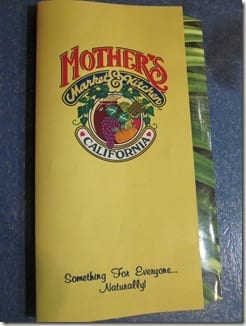 MOTHER'S
Market & Kitchen
CALIFORNIA
Something For Everyone...
Naturally!